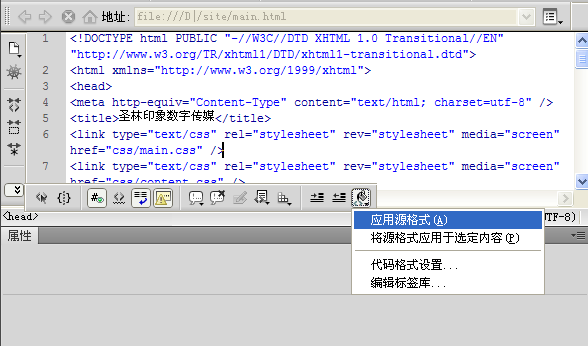 地址: file:///D|/site/main.html
1 <!DOCTYPE html PUBLIC "-//W3C//DTD XHTML 1.0 Transitional//EN"
"http://www.w3.org/TR/xhtml1/DTD/xhtml1-transitional.dtd">
2 <html xmlns="http://www.w3.org/1999/xhtml">
3 <head>
4 <meta http-equiv="Content-Type" content="text/html; charset=utf-8" />
5 <title>圣林印象数字传媒</title>
6 <link type="text/css" rel="stylesheet" rev="stylesheet" media="screen"
href="css/main.css" />
7 <link type="text/css" rel="stylesheet" rev="stylesheet" media="screen"
href="css/content.css" />
<head>
UTF-8)
应用源格式(A)
将源格式应用于选定内容(P)
代码格式设置...
编辑标签库...
属性